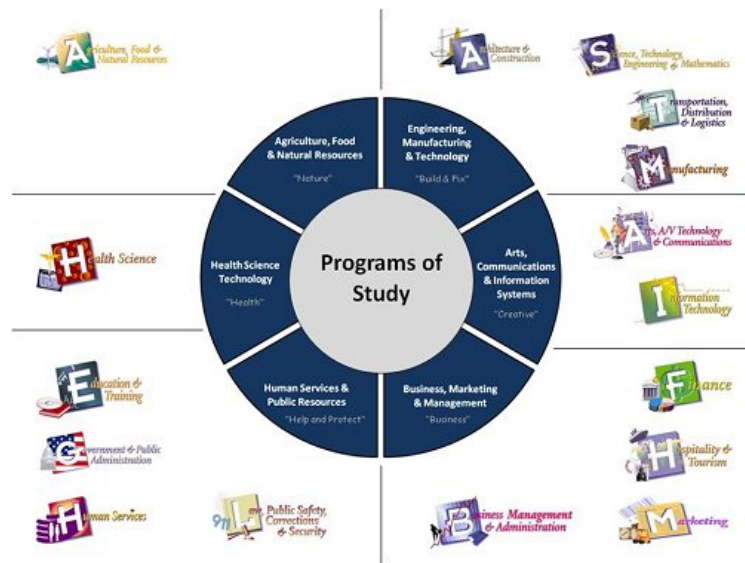 Agriculture, Food &
Natural Resources
Architecture
& Construction
Science, Technology,
Engineering & Mathematics
Transportation,
Distribution
& Logistics
Manufacturing
Agriculture, Food
& Natural Resources
"Nature"
Engineering,
Manufacturing
& Technology
"Build & Fix"
Health Science
Health Science
Technology
"Health"
Programs of
Study
Arts,
Communications
& Information
Systems
"Creative"
Arts, A/V Technology
& Communications
Information
Technology
Human Services &
Public Resources
"Help and Protect"
Business, Marketing
& Management
"Business"
Education &
Training
Government & Public
Administration
Human Services
911
Law, Public Safety,
Corrections
& Security
Business Management
& Administration
Finance
Hospitality &
Tourism
Marketing